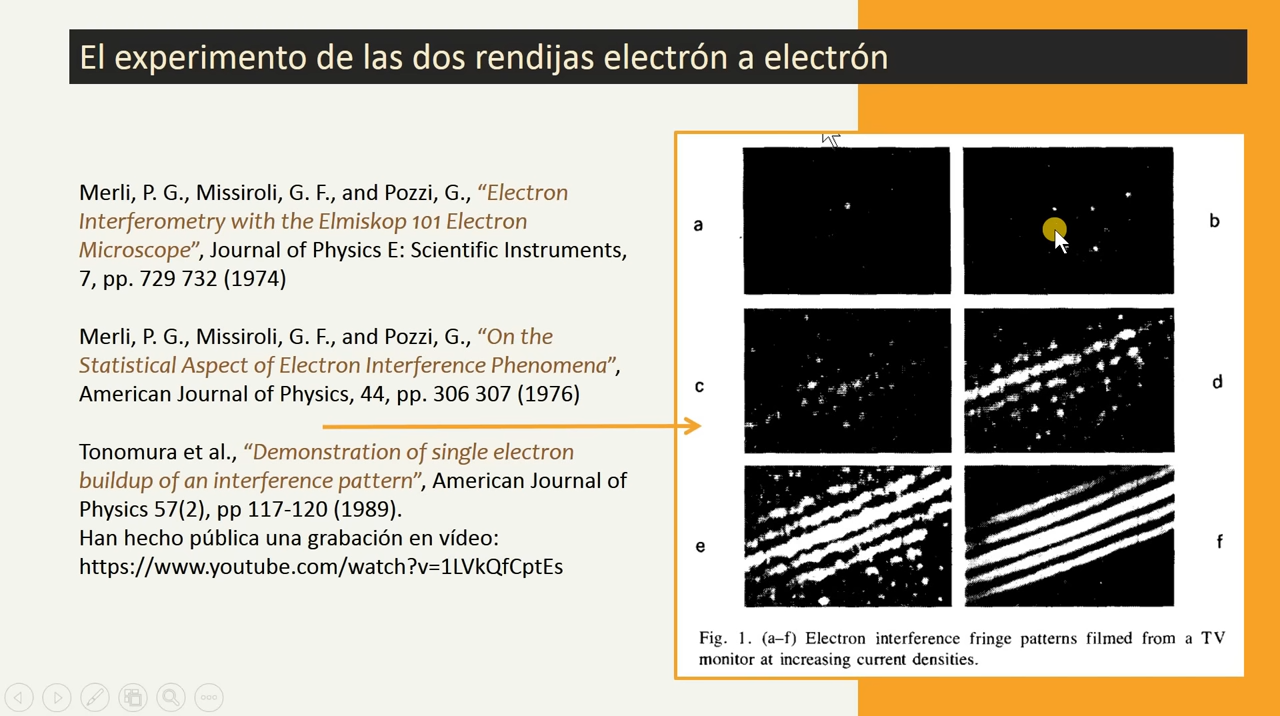 El experimento de las dos rendijas electrón a electrón
Merli, P. G., Missiroli, G. F., and Pozzi, G., “Electron
Interferometry with the Elmiskop 101 Electron
Microscope”, Journal of Physics E: Scientific Instruments,
7, pp. 729 732 (1974)
Merli, P. G., Missiroli, G. F., and Pozzi, G., “On the
Statistical Aspect of Electron Interference Phenomena”,
American Journal of Physics, 44, pp. 306 307 (1976)
Tonomura et al., “Demonstration of single electron
buildup of an interference pattern”, American Journal of
Physics 57(2), pp 117-120 (1989).
Han hecho pública una grabación en vídeo:
https://www.youtube.com/watch?v=1LVkQfCptEs
a
b
c
d
e
f
Fig. 1. (a–f) Electron interference fringe patterns filmed from a TV
monitor at increasing current densities.